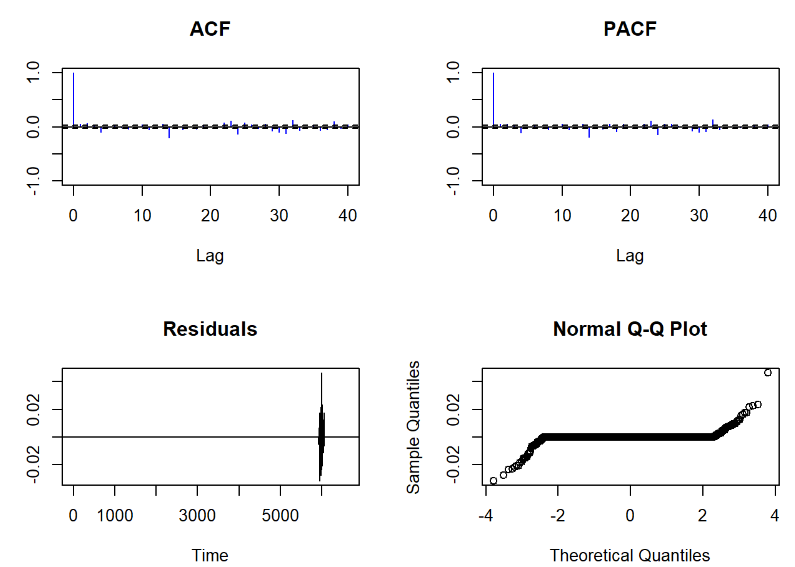 ACF
1.0
0.0
-1.0
0 10 20 30 40
Lag
PACF
1.0
0.0
-1.0
0 10 20 30 40
Lag
Residuals
0.02
-0.02
0 1000 3000 5000
Time
Normal Q-Q Plot
Sample Quantiles
0.02
-0.02
-4 -2 0 2 4
Theoretical Quantiles